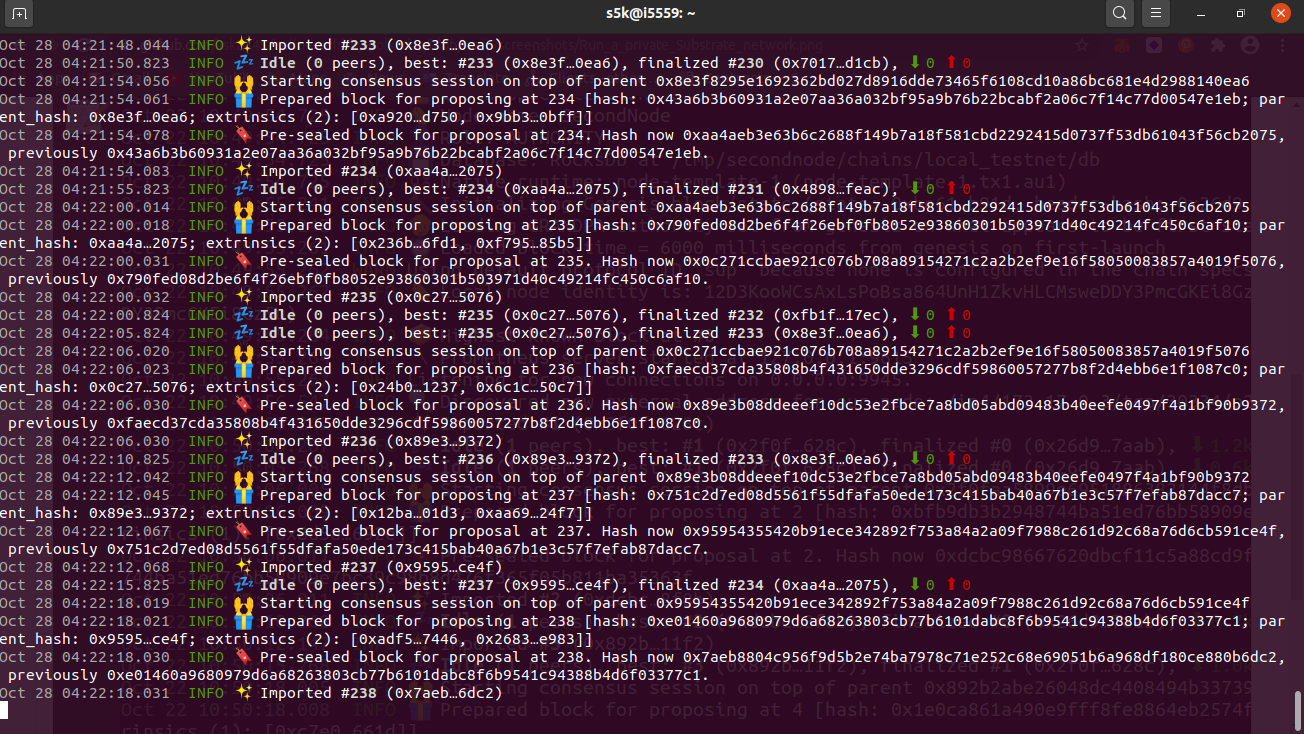 s5k@i5559: ~
Oct 28 04:21:48.044  INFO ✨ Imported #233 (0x8e3f…0ea6)
Oct 28 04:21:50.823  INFO 💤 Idle (0 peers), best: #233 (0x8e3f…0ea6), finalized #230 (0x7017…d1cb), ⬇ 0 ⬆ 0
Oct 28 04:21:54.056  INFO 🙌 Starting consensus session on top of parent 0x8e3f8295e1692362bd027d8916dde73465f6108cd10a86bc681e4d2988140ea6
Oct 28 04:21:54.061  INFO 🎁 Prepared block for proposing at 234 [hash: 0x43a6b3b60931a2e07aa36a032bf95a9b76b22bcabf2a06c7f14c77d00547e1eb; par
ent_hash: 0x8e3f…0ea6; extrinsics (2): [0xa920…d750, 0x9bb3…0bff]]
Oct 28 04:21:54.078  INFO 🔖 Pre-sealed block for proposal at 234. Hash now 0xaa4aeb3e63b6c2688f149b7a18f581cbd2292415d0737f53db61043f56cb2075,
 previously 0x43a6b3b60931a2e07aa36a032bf95a9b76b22bcabf2a06c7f14c77d00547e1eb.
Oct 28 04:21:54.083  INFO ✨ Imported #234 (0xaa4a…2075)
Oct 28 04:21:55.823  INFO 💤 Idle (0 peers), best: #234 (0xaa4a…2075), finalized #231 (0x4898…feac), ⬇ 0 ⬆ 0
Oct 28 04:22:00.014  INFO 🙌 Starting consensus session on top of parent 0xaa4aeb3e63b6c2688f149b7a18f581cbd2292415d0737f53db61043f56cb2075
Oct 28 04:22:00.018  INFO 🎁 Prepared block for proposing at 235 [hash: 0x790fed08d2be6f4f26ebf0fb8052e93860301b503971d40c49214fc450c6af10; par
ent_hash: 0xaa4a…2075; extrinsics (2): [0x236b…6fd1, 0xf795…85b5]]
Oct 28 04:22:00.031  INFO 🔖 Pre-sealed block for proposal at 235. Hash now 0x0c271ccbae921c076b708a89154271c2a2b2ef9e16f58050083857a4019f5076,
 previously 0x790fed08d2be6f4f26ebf0fb8052e93860301b503971d40c49214fc450c6af10.
Oct 28 04:22:00.032  INFO ✨ Imported #235 (0x0c27…5076)
Oct 28 04:22:00.824  INFO 💤 Idle (0 peers), best: #235 (0x0c27…5076), finalized #232 (0xfb1f…17ec), ⬇ 0 ⬆ 0
Oct 28 04:22:05.824  INFO 💤 Idle (0 peers), best: #235 (0x0c27…5076), finalized #233 (0x8e3f…0ea6), ⬇ 0 ⬆ 0
Oct 28 04:22:06.020  INFO 🙌 Starting consensus session on top of parent 0x0c271ccbae921c076b708a89154271c2a2b2ef9e16f58050083857a4019f5076
Oct 28 04:22:06.023  INFO 🎁 Prepared block for proposing at 236 [hash: 0xfaecd37cda35808b4f431650dde3296cdf59860057277b8f2d4ebb6e1f1087c0; par
ent_hash: 0x0c27…5076; extrinsics (2): [0x24b0…1237, 0x6c1c…50c7]]
Oct 28 04:22:06.030  INFO 🔖 Pre-sealed block for proposal at 236. Hash now 0x89e3b08ddeeef10dc53e2fbce7a8bd05abd09483b40eefe0497f4a1bf90b9372,
 previously 0xfaecd37cda35808b4f431650dde3296cdf59860057277b8f2d4ebb6e1f1087c0.
Oct 28 04:22:06.030  INFO ✨ Imported #236 (0x89e3…9372)
Oct 28 04:22:10.825  INFO 💤 Idle (0 peers), best: #236 (0x89e3…9372), finalized #233 (0x8e3f…0ea6), ⬇ 0 ⬆ 0
Oct 28 04:22:12.042  INFO 🙌 Starting consensus session on top of parent 0x89e3b08ddeeef10dc53e2fbce7a8bd05abd09483b40eefe0497f4a1bf90b9372
Oct 28 04:22:12.045  INFO 🎁 Prepared block for proposing at 237 [hash: 0x751c2d7ed08d5561f55dfafa50ede173c415bab40a67b1e3c57f7efab87dacc7; par
ent_hash: 0x89e3…9372; extrinsics (2): [0x12ba…01d3, 0xaa69…24f7]]
Oct 28 04:22:12.067  INFO 🔖 Pre-sealed block for proposal at 237. Hash now 0x95954355420b91ece342892f753a84a2a09f7988c261d92c68a76d6cb591ce4f,
 previously 0x751c2d7ed08d5561f55dfafa50ede173c415bab40a67b1e3c57f7efab87dacc7.
Oct 28 04:22:12.068  INFO ✨ Imported #237 (0x9595…ce4f)
Oct 28 04:22:15.825  INFO 💤 Idle (0 peers), best: #237 (0x9595…ce4f), finalized #234 (0xaa4a…2075), ⬇ 0 ⬆ 0
Oct 28 04:22:18.019  INFO 🙌 Starting consensus session on top of parent 0x95954355420b91ece342892f753a84a2a09f7988c261d92c68a76d6cb591ce4f
Oct 28 04:22:18.021  INFO 🎁 Prepared block for proposing at 238 [hash: 0xe01460a9680979d6a68263803cb77b6101dabc8f6b9541c94388b4d6f03377c1; par
ent_hash: 0x9595…ce4f; extrinsics (2): [0xadf5…7446, 0x2683…e983]]
Oct 28 04:22:18.030  INFO 🔖 Pre-sealed block for proposal at 238. Hash now 0x7aeb8804c956f9d5b2e74ba7978c71e252c68e69051b6a968df180ce880b6dc2,
 previously 0xe01460a9680979d6a68263803cb77b6101dabc8f6b9541c94388b4d6f03377c1.
Oct 28 04:22:18.031  INFO ✨ Imported #238 (0x7aeb…6dc2)